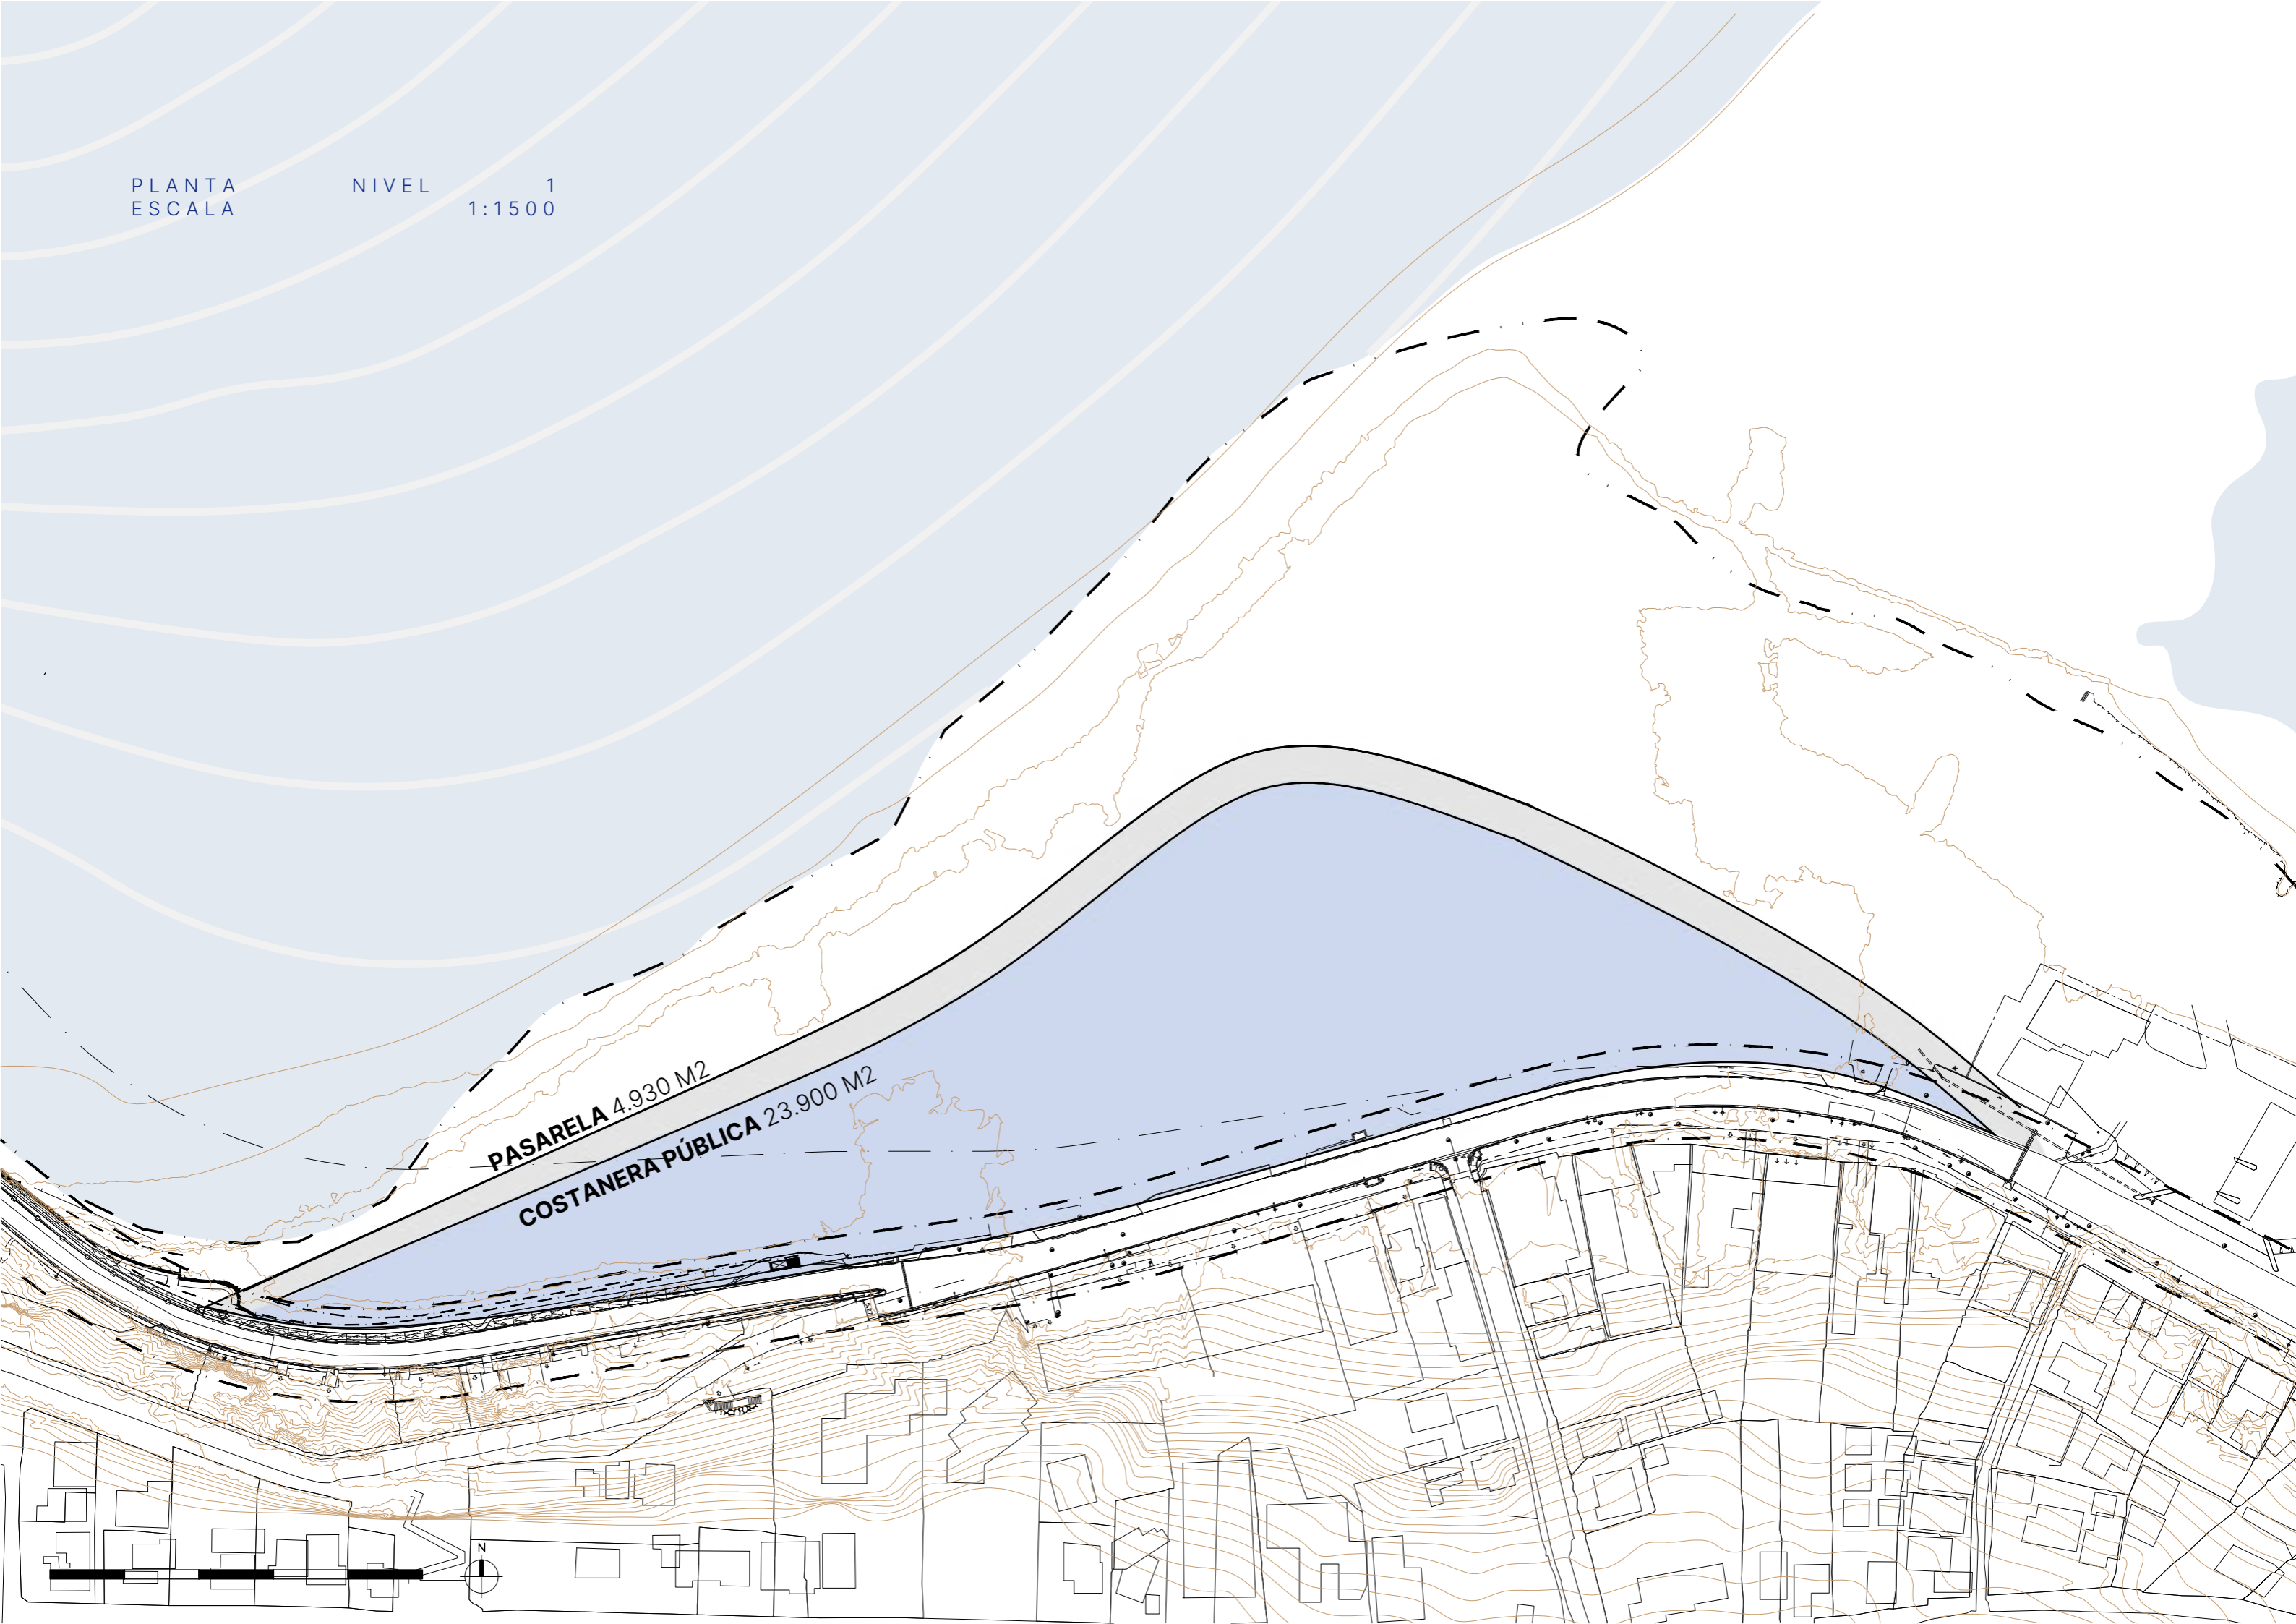 PLANTA NIVEL 1
ESCALA 1:1500
PASARELA 4.930 M2
COSTANERA PÚBLICA 23.900 M2
N